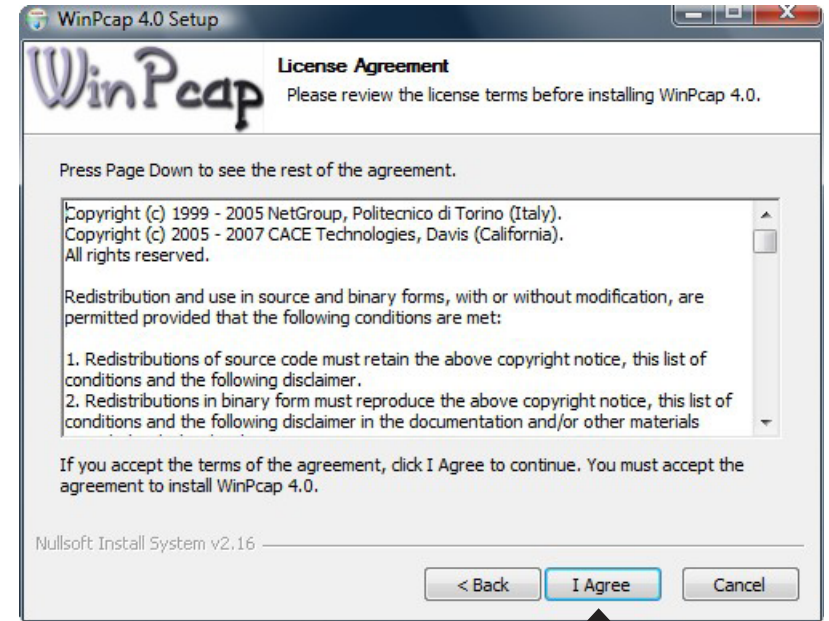 WinPcap 4.0 Setup
WinPcap
License Agreement
Please review the license terms before installing WinPcap 4.0.
Press Page Down to see the rest of the agreement.
Copyright (c) 1999 - 2005 NetGroup, Politecnico di Torino (Italy).
Copyright (c) 2005 - 2007 CACE Technologies, Davis (California).
All rights reserved.
Redistribution and use in source and binary forms, with or without modification, are
permitted provided that the following conditions are met:
1. Redistributions of source code must retain the above copyright notice, this list of
conditions and the following disclaimer.
2. Redistributions in binary form must reproduce the above copyright notice, this list of
conditions and the following disclaimer in the documentation and/or other materials
If you accept the terms of the agreement, click I Agree to continue. You must accept the
agreement to install WinPcap 4.0.
Nullsoft Install System v2.16
< Back I Agree Cancel